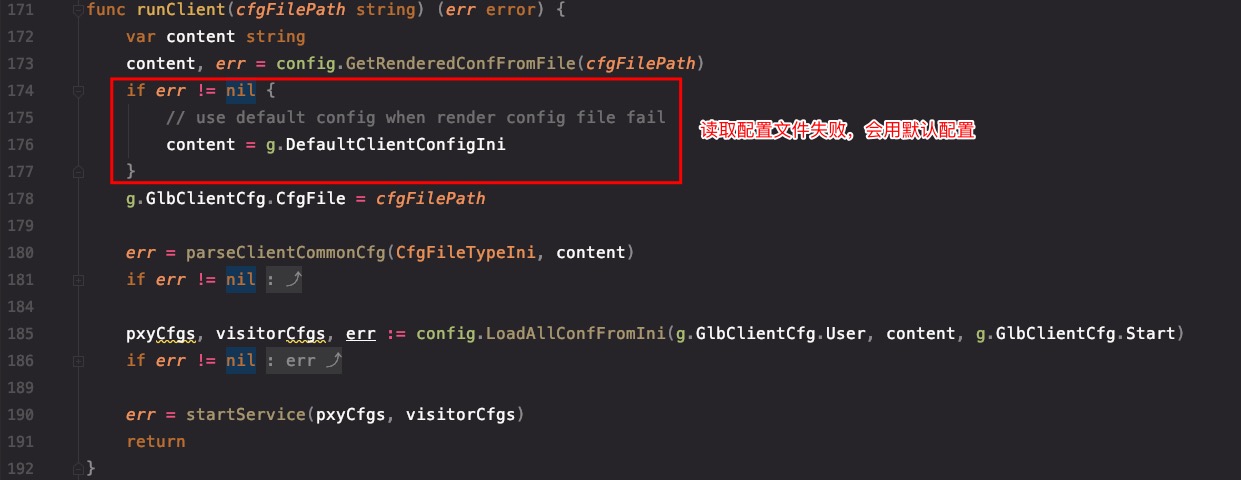 171 func runClient(cfgFilePath string) (err error) {
172 var content string
173 content, err = config.GetRenderedConfFromFile(cfgFilePath)
174 if err != nil {
175 // use default config when render config file fail
读取配置文件失败，会用默认配置
176 content = g.DefaultClientConfigIni
177 }
178 g.GlbClientCfg.CfgFile = cfgFilePath
179
180 err = parseClientCommonCfg(CfgFileTypeIni, content)
181 if err != nil : ⤴
184
185 pxyCfgs, visitorCfgs, err := config.LoadAllConfFromIni(g.GlbClientCfg.User, content, g.GlbClientCfg.Start)
186 if err != nil : err ⤴
189
190 err = startService(pxyCfgs, visitorCfgs)
191 return
192 }